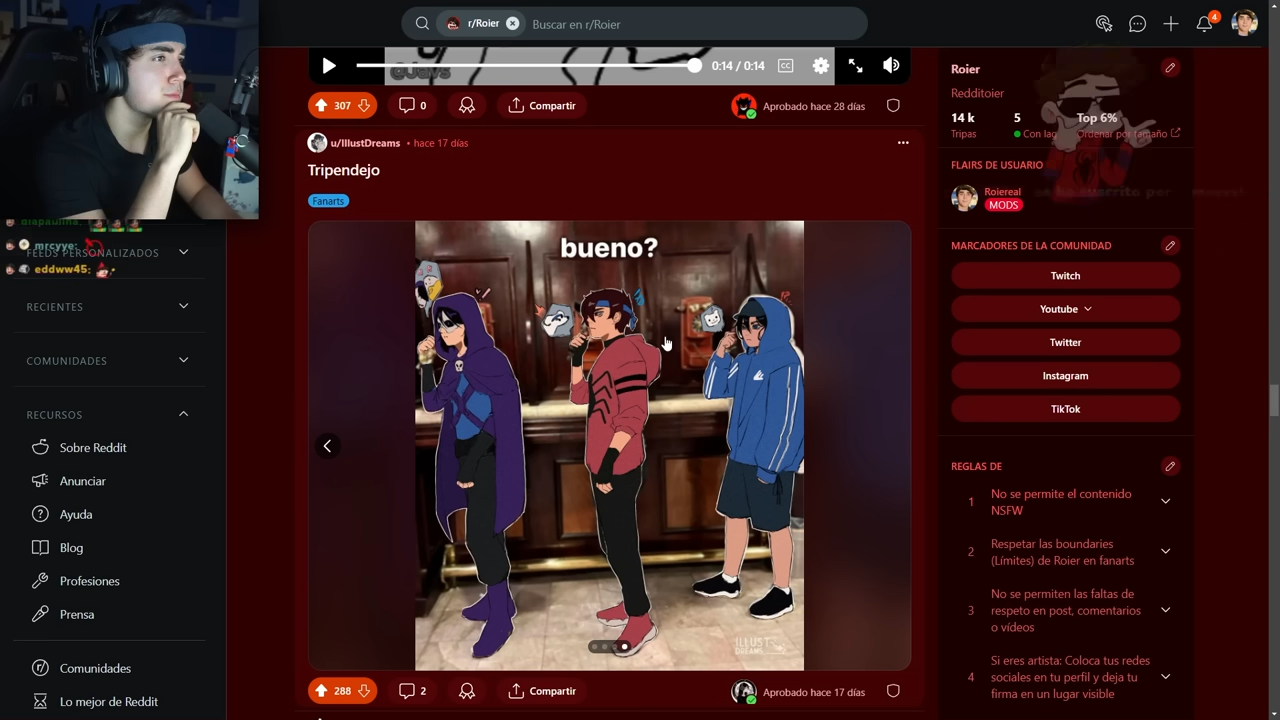 r/Roier
Buscar en r/Roier
4
@Jays
0:14 / 0:14
CC
307
0
Compartir
Aprobado hace 28 días
u/IllustDreams • hace 17 días
Tripendejo
Fanarts
bueno?
ILLUST
DREAMS
288
2
Compartir
Aprobado hace 17 días
diapaulina:
mrcyye:
eddww45:
FEEDS PERSONALIZADOS
RECIENTES
COMUNIDADES
RECURSOS
Sobre Reddit
Anunciar
Ayuda
Blog
Profesiones
Prensa
Comunidades
Lo mejor de Reddit
Roier
Redditoier
14 k
5
Top 6%
Tripas
Con lag
Ordenar por tamaño
FLAIRS DE USUARIO
Roiereal
MODS
MARCADORES DE LA COMUNIDAD
Twitch
Youtube
Twitter
Instagram
TikTok
REGLAS DE
1
No se permite el contenido
NSFW
2
Respetar las boundaries
(Límites) de Roier en fanarts
3
No se permiten las faltas de
respeto en post, comentarios
o vídeos
4
Si eres artista: Coloca tus redes
sociales en tu perfil y deja tu
firma en un lugar visible